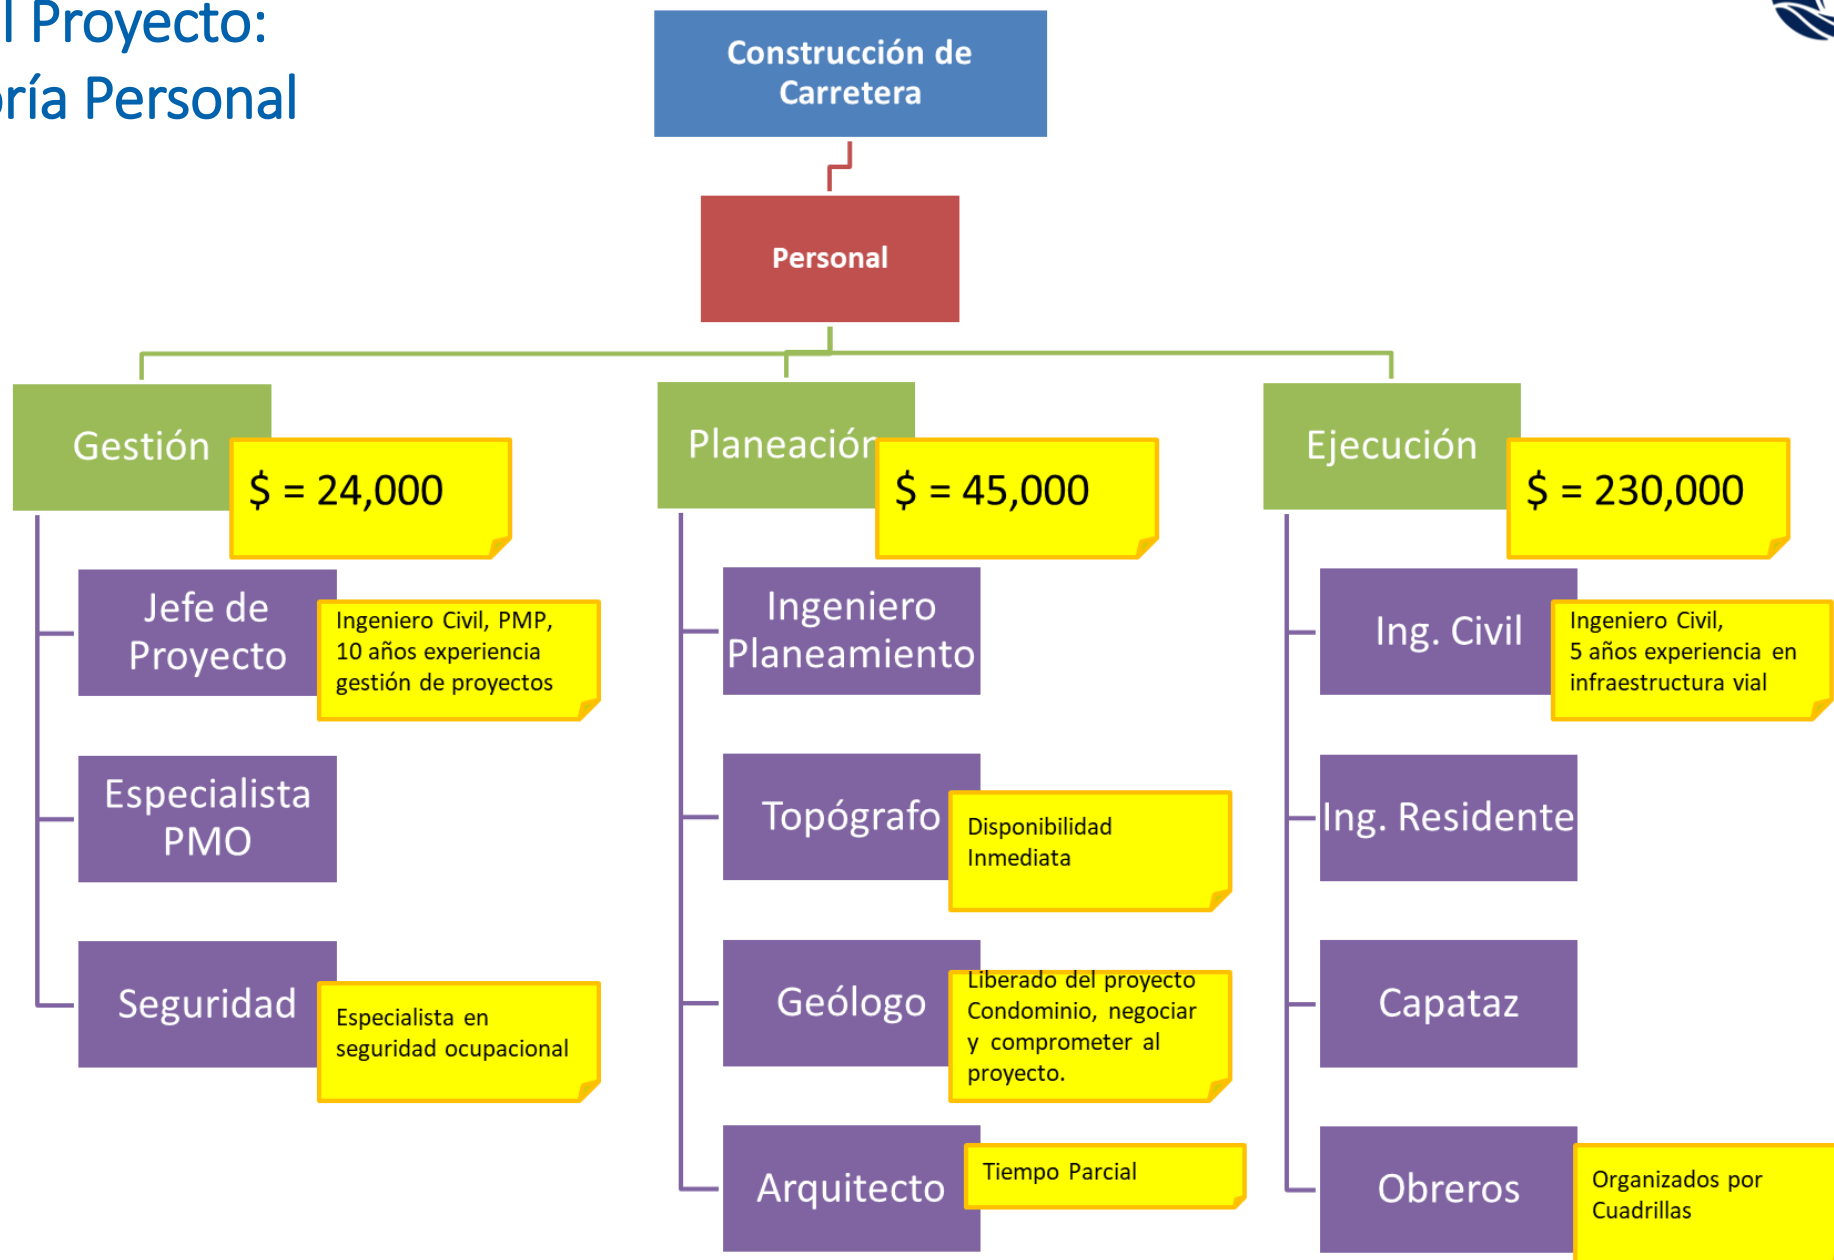 l Proyecto:
ría Personal
Construcción de
Carretera
Personal
Gestión
$ = 24,000
Jefe de
Proyecto
Ingeniero Civil, PMP,
10 años experiencia
gestión de proyectos
Especialista
PMO
Seguridad
Especialista en
seguridad ocupacional
Planeación
$ = 45,000
Ingeniero
Planeamiento
Topógrafo
Disponibilidad
Inmediata
Geólogo
Liberado del proyecto
Condominio, negociar
y comprometer al
proyecto.
Arquitecto
Tiempo Parcial
Ejecución
$ = 230,000
Ing. Civil
Ingeniero Civil,
5 años experiencia en
infraestructura vial
Ing. Residente
Capataz
Obreros
Organizados por
Cuadrillas